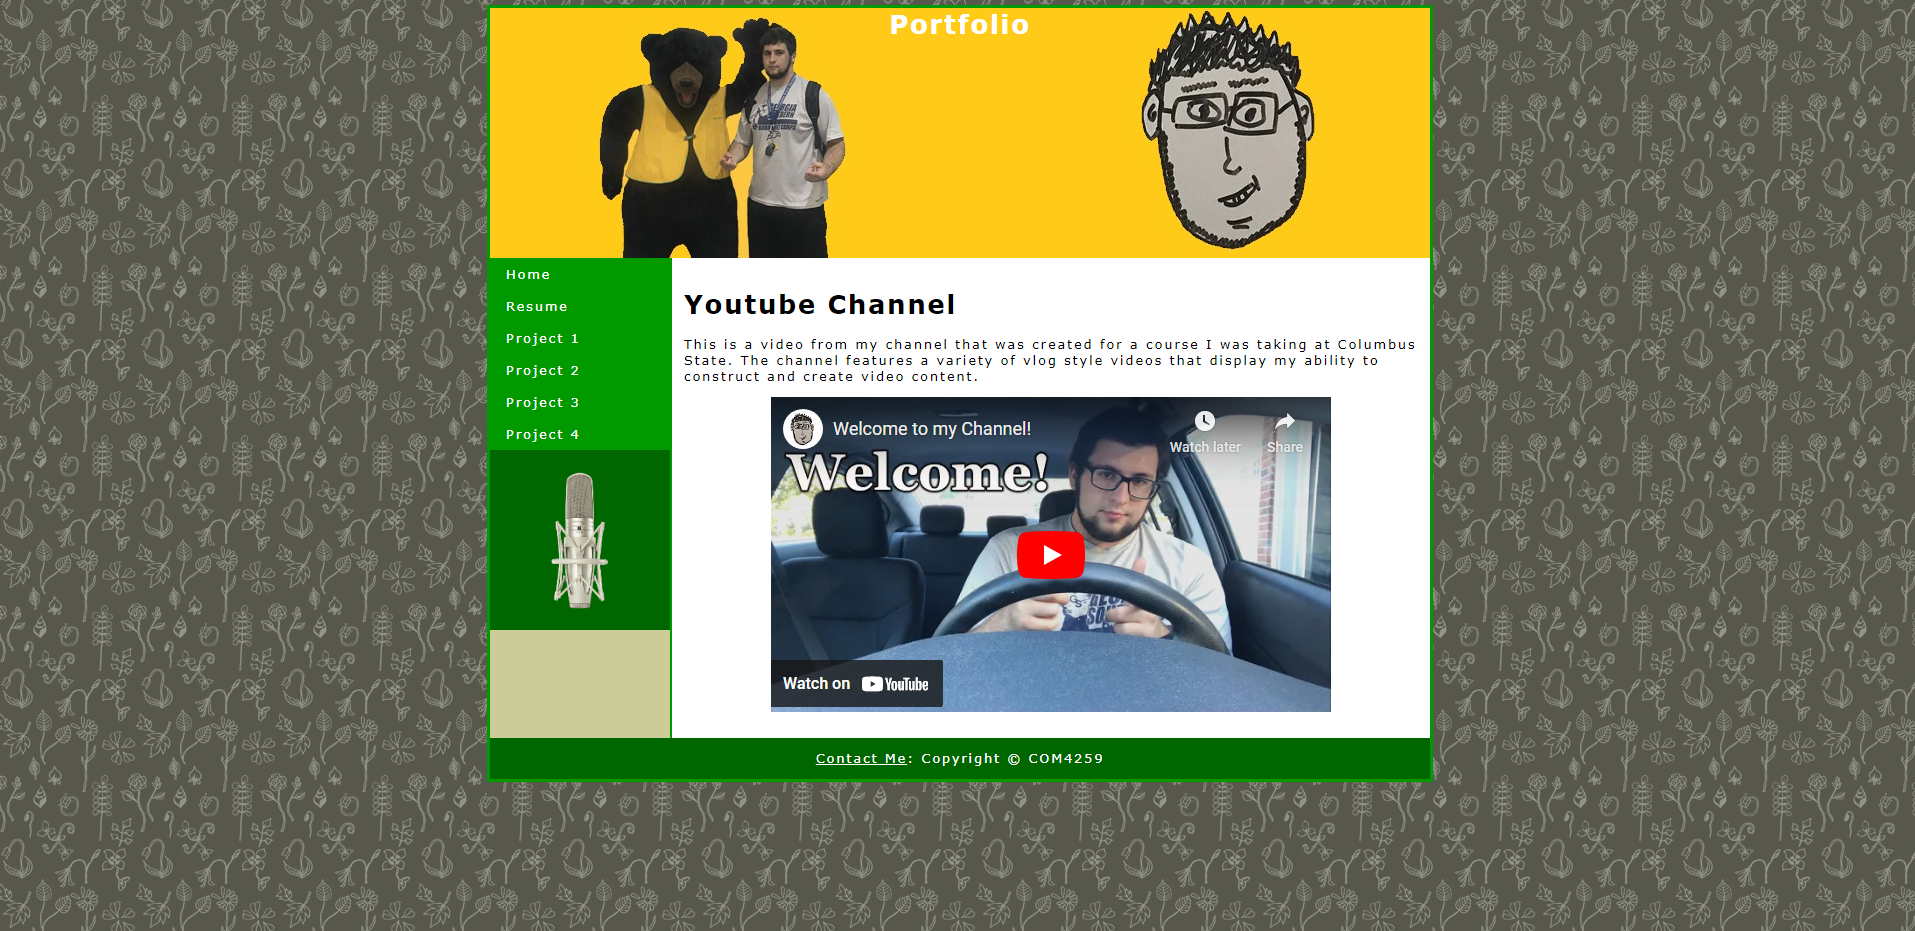 Portfolio
Home
Resume
Project 1
Project 2
Project 3
Project 4
Youtube Channel
This is a video from my channel that was created for a course I was taking at Columbus
State. The channel features a variety of vlog style videos that display my ability to
construct and create video content.
Welcome to my Channel!
Watch later
Share
Welcome!
Watch on YouTube
Contact Me: Copyright © COM4259